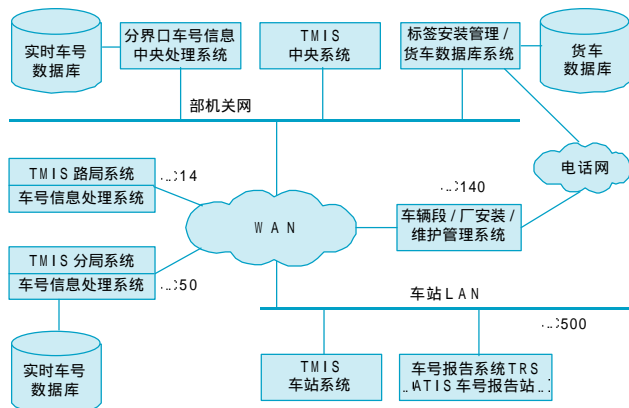 实时车号
数据库
分界口车号信息
中央处理系统
TMIS
中央系统
标签安装管理/
货车数据库系统
货车
数据库
部机关网
电话网
TMIS 路局系统
车号信息处理系统
14
WAN
140
车辆段/厂安装/
维护管理系统
TMIS 分局系统
车号信息处理系统
50
车站LAN
500
实时车号
数据库
TMIS
车站系统
车号报告系统TRS
ATIS车号报告站